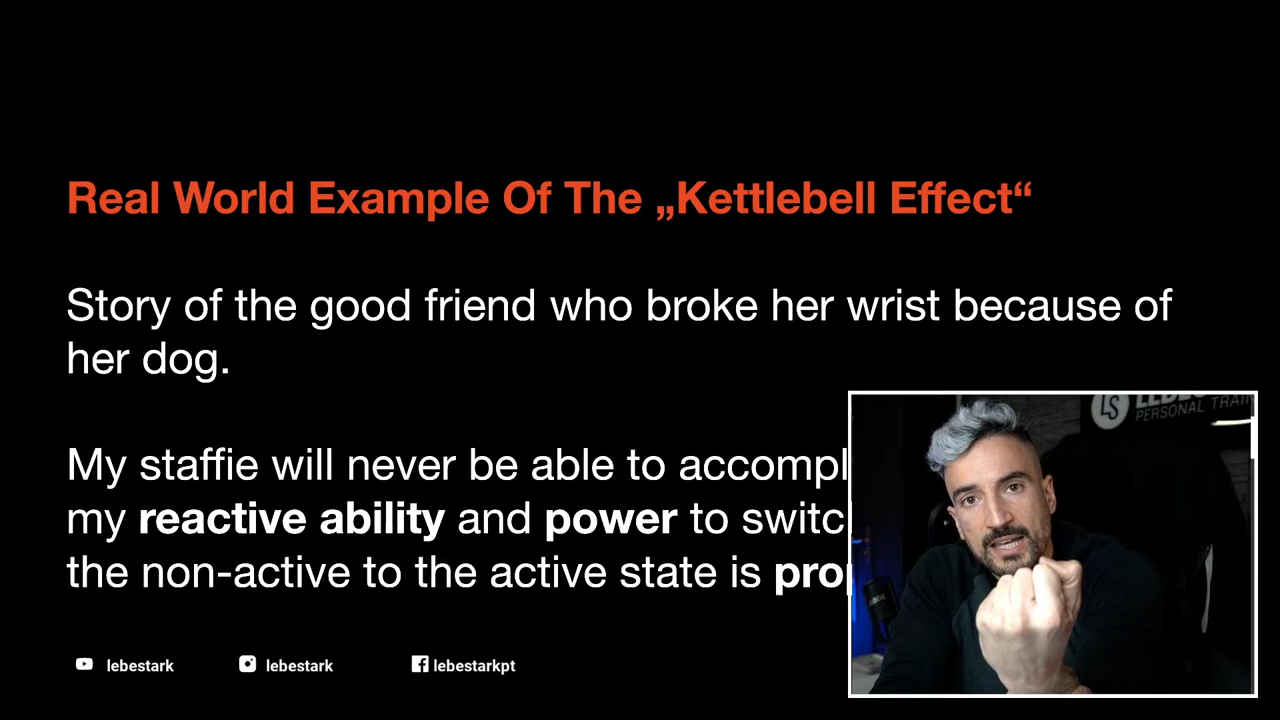 Real World Example Of The „Kettlebell Effect“
Story of the good friend who broke her wrist because of
her dog.
My staffie will never be able to accompl
my reactive ability and power to switc
the non-active to the active state is prop
LS
PERSONAL TRAI
lebestark
lebestark
lebestarkpt